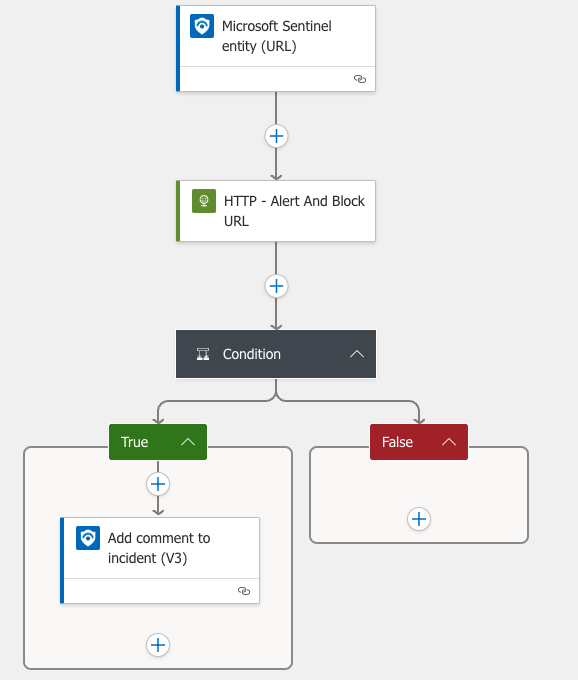 Microsoft Sentinel
entity (URL)
HTTP - Alert And Block
URL
Condition
True
False
Add comment to
incident (V3)